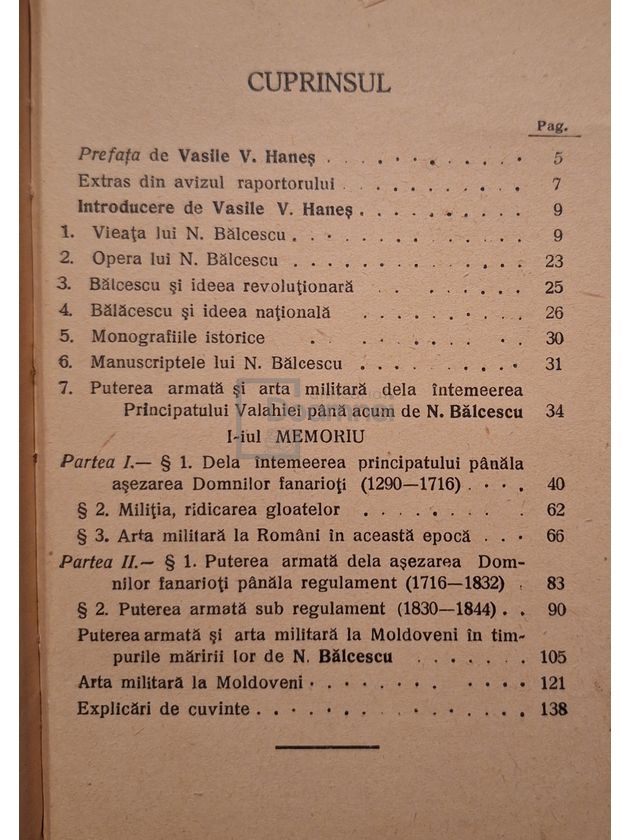 CUPRINSUL
Pag.
Prefața de Vasile V. Haneș . . . . . . . . . 5
Extras din avizul raportorului . . . . . . . . 7
Introducere de Vasile V. Haneș . . . . . . . . 9
1. Vieața lui N. Bălcescu . . . . . . . . . . 9
2. Opera lui N. Bălcescu . . . . . . . . . . 23
3. Bălcescu și ideea revoluționară . . . . . . . 25
4. Bălăcescu și ideea națională . . . . . . . 26
5. Monografiile istorice . . . . . . . . 30
6. Manuscriptele lui N. Bălcescu . . . . . . . 31
7. Puterea armată și arta militară dela întemeerea
Principatului Valahiei până acum de N. Bălcescu 34
I-iul MEMORIU
Partea I.— § 1. Dela întemeerea principatului pânăla
așezarea Domnilor fanarioți (1290—1716) . . . . 40
§ 2. Miliția, ridicarea gloatelor . . . . . . . 62
§ 3. Arta militară la Români în această epocă . . . 66
Partea II.— § 1. Puterea armată dela așezarea Dom-
nilor fanarioți pânăla regulament (1716—1832) . 83
§ 2. Puterea armată sub regulament (1830—1844) . . 90
Puterea armată și arta militară la Moldoveni în tim-
purile măririi lor de N. Bălcescu . . . . . . 105
Arta militară la Moldoveni . . . . . . . . . . 121
Explicări de cuvinte . . . . . . . . . . . . 138